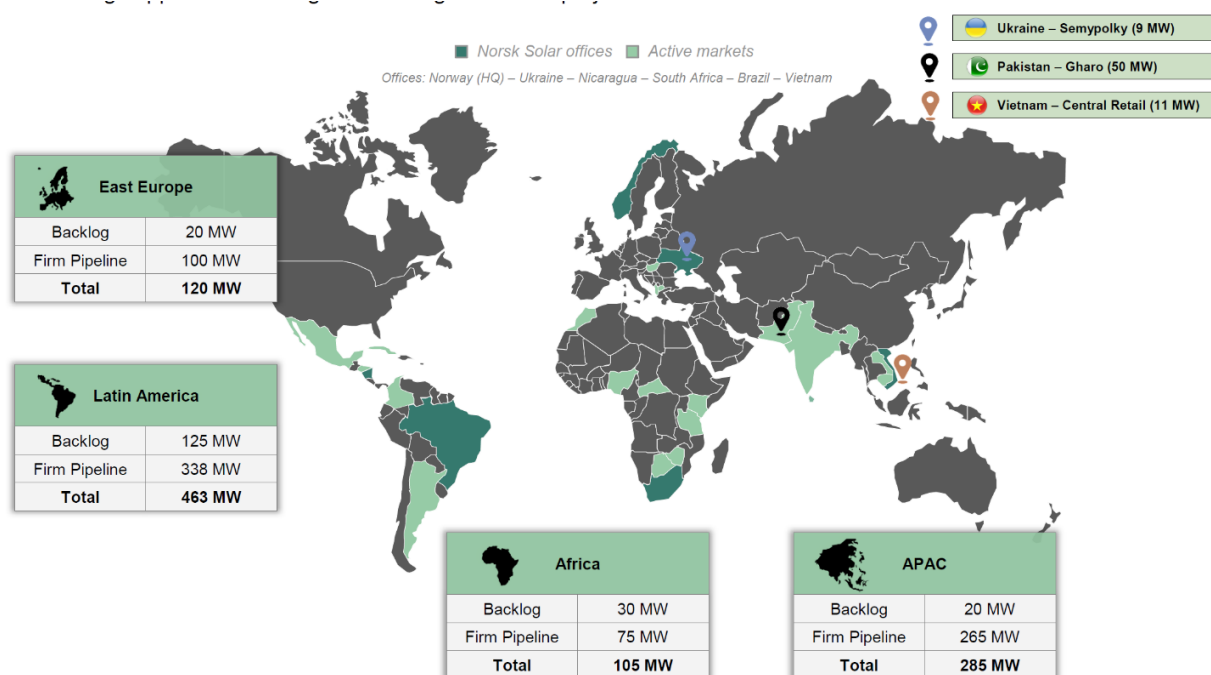 Ukraine – Semypolky (9 MW)
Pakistan – Gharo (50 MW)
Vietnam – Central Retail (11 MW)
Norsk Solar offices Active markets
Offices: Norway (HQ) – Ukraine – Nicaragua – South Africa – Brazil – Vietnam
East Europe
Backlog 20 MW
Firm Pipeline 100 MW
Total 120 MW
Latin America
Backlog 125 MW
Firm Pipeline 338 MW
Total 463 MW
Africa
Backlog 30 MW
Firm Pipeline 75 MW
Total 105 MW
APAC
Backlog 20 MW
Firm Pipeline 265 MW
Total 285 MW